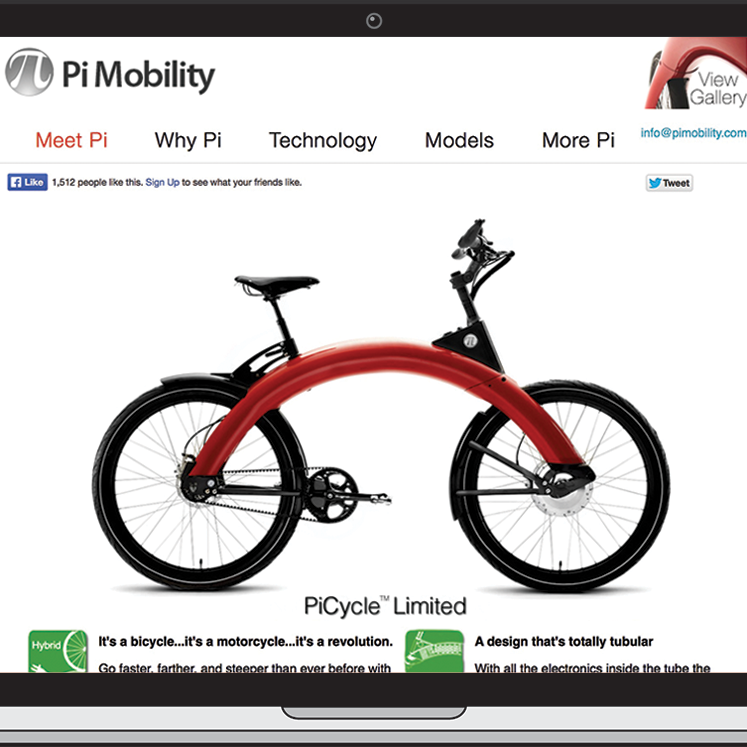 π Pi Mobility
View
Gallery
Meet Pi Why Pi Technology Models More Pi
info@pimobility.com
Like 1,512 people like this. Sign Up to see what your friends like.
Tweet
π
PiCycle™ Limited
Hybrid
It's a bicycle...it's a motorcycle...it's a revolution.
Go faster, farther, and steeper than ever before with
A design that's totally tubular
With all the electronics inside the tube the